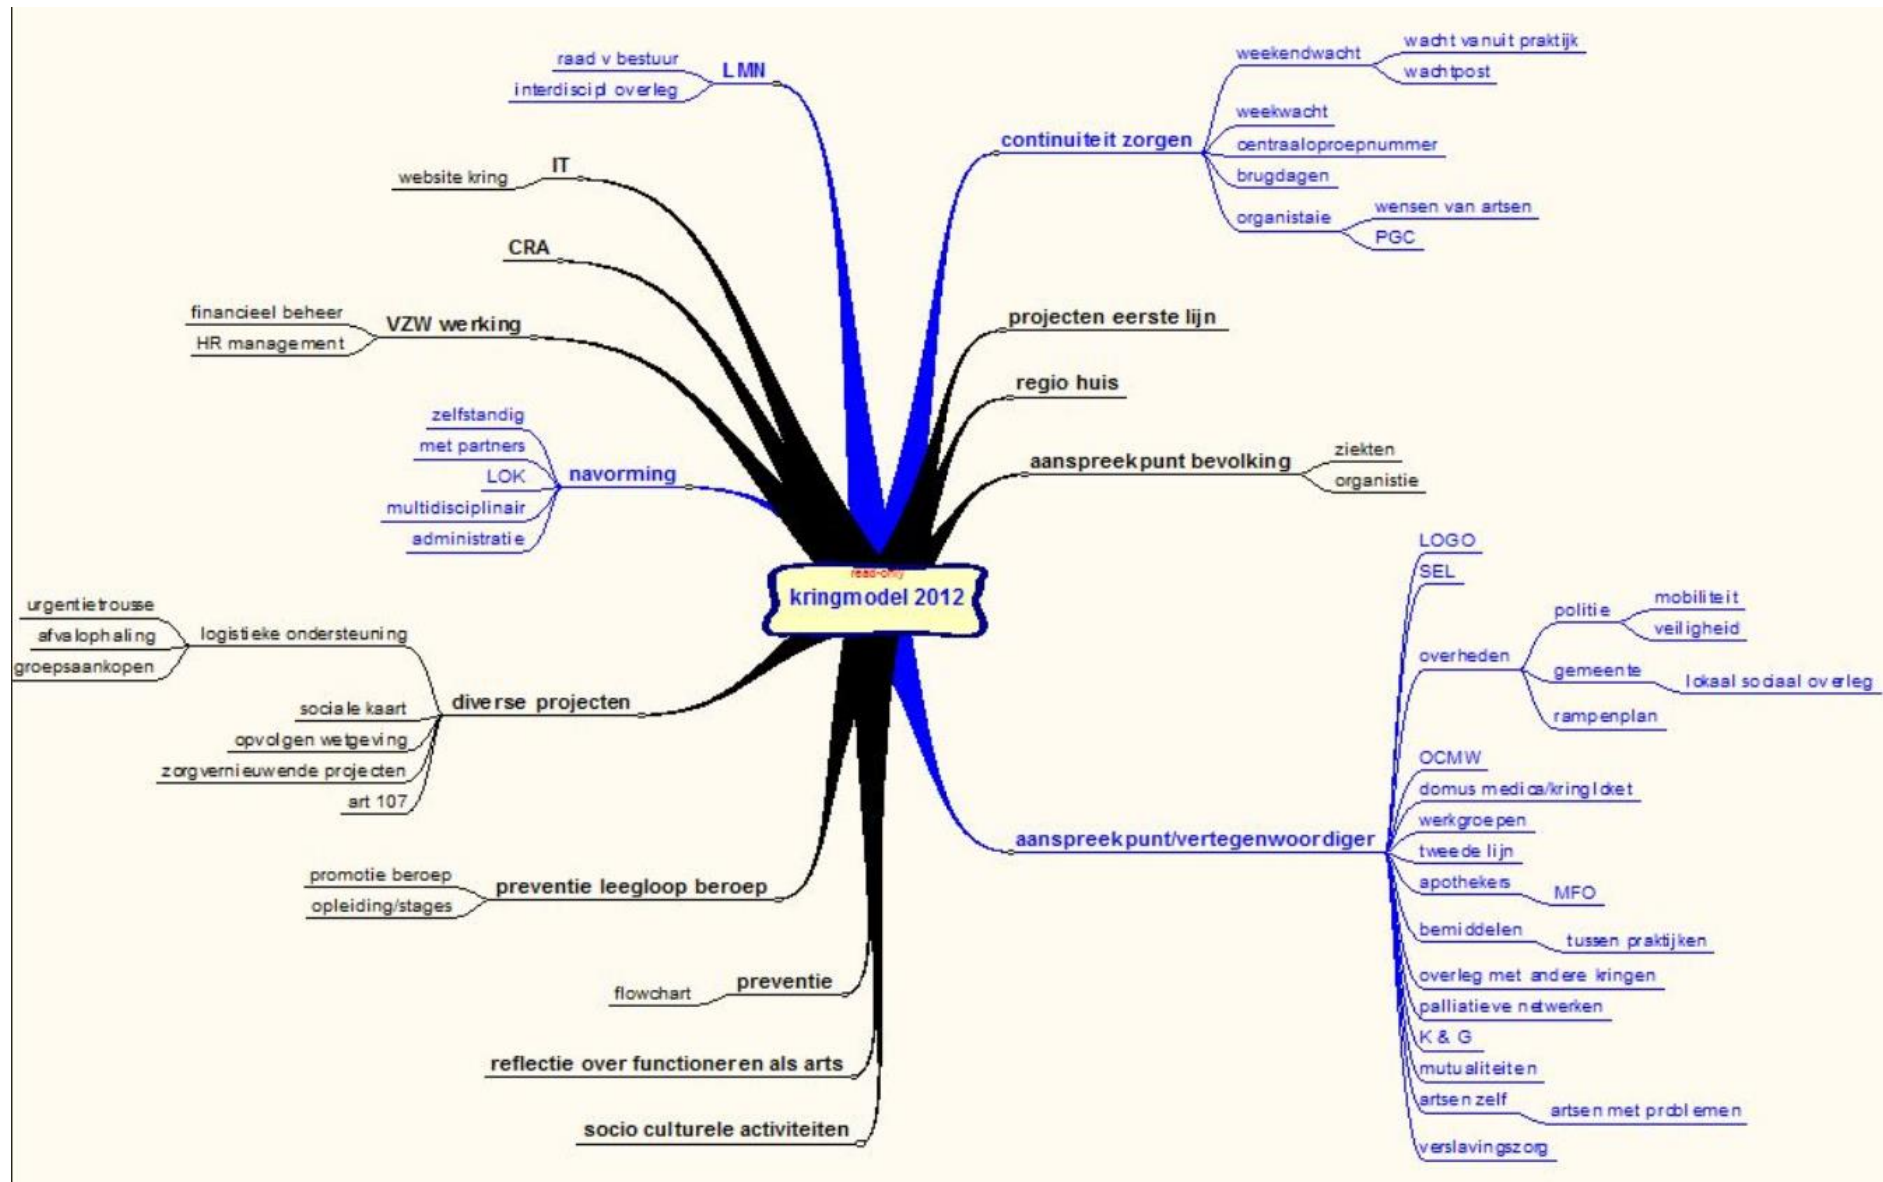 kringmodel 2012
read-only
LMN
raad v bestuur
interdiscipl overleg
IT
website kring
CRA
VZW werking
financieel beheer
HR management
navorming
zelfstandig
met partners
LOK
multidisciplinair
administratie
diverse projecten
logistieke ondersteuning
urgentietrousse
afvalophaling
groepsaankopen
sociale kaart
opvolgen wetgeving
zorgvernieuwende projecten
art 107
preventie leegloop beroep
promotie beroep
opleiding/stages
preventie
flowchart
reflectie over functioneren als arts
socio culturele activiteiten
continuiteit zorgen
weekendwacht
wacht vanuit praktijk
wachtpost
weekwacht
centraaloproepnummer
brugdagen
organistaie
wensen van artsen
PGC
projecten eerste lijn
regio huis
aanspreekpunt bevolking
ziekten
organistie
aanspreekpunt/vertegenwoordiger
LOGO
SEL
overheden
politie
mobiliteit
veiligheid
gemeente
lokaal sociaal overleg
rampenplan
OCMW
domus medica/kringloket
werkgroepen
tweede lijn
apothekers
MFO
bemiddelen
tussen praktijken
overleg met andere kringen
palliatieve netwerken
K & G
mutualiteiten
artsen zelf
artsen met problemen
verslavingszorg